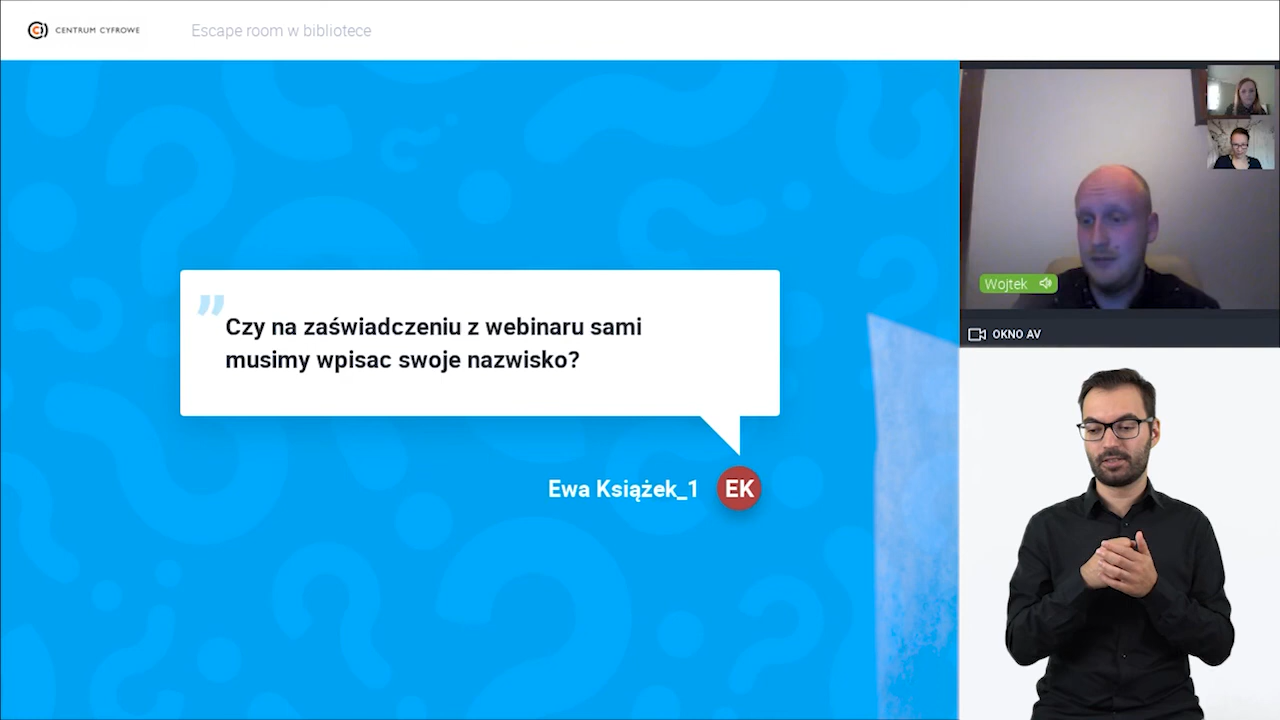 CENTRUM CYFROWE
Escape room w bibliotece
Wojtek
OKNO AV
Czy na zaświadczeniu z webinaru sami
musimy wpisac swoje nazwisko?
Ewa Książek_1
EK